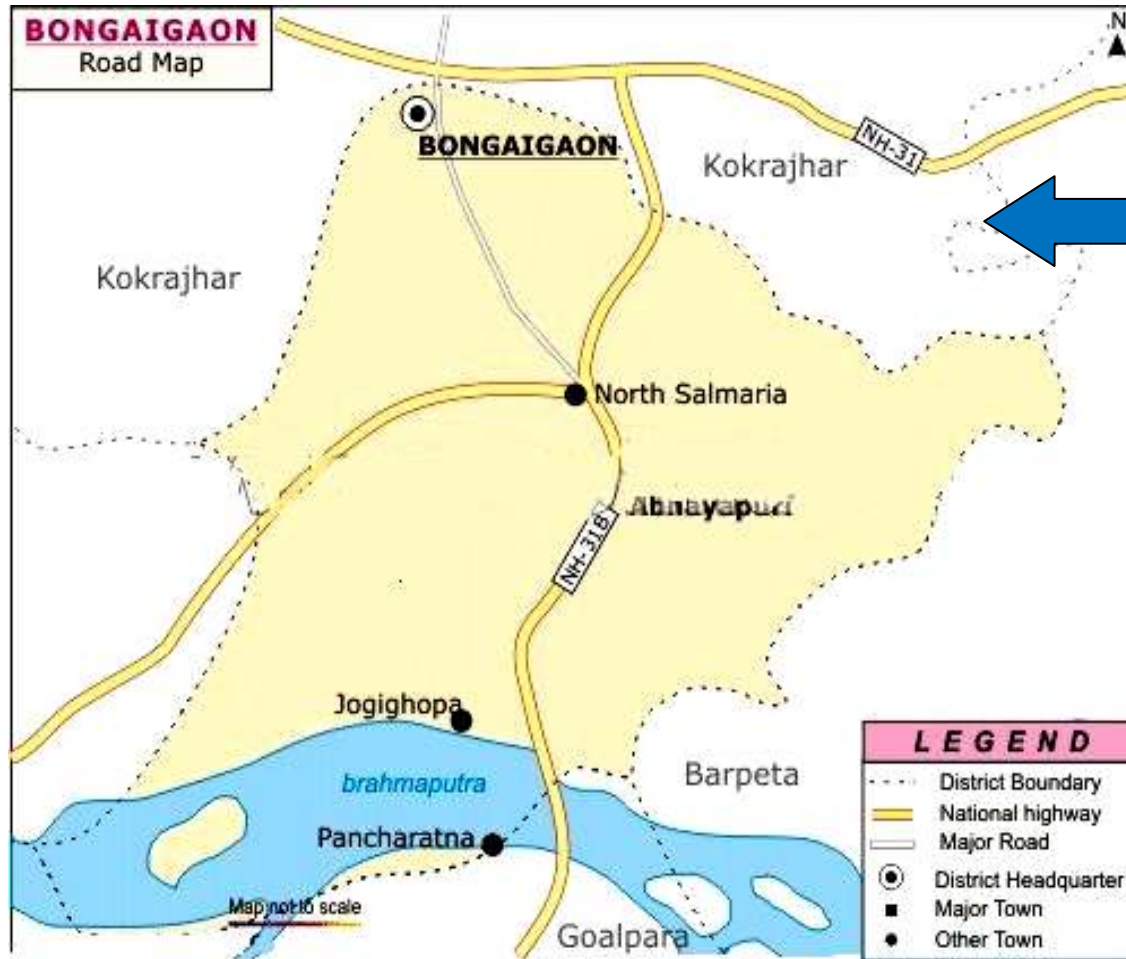 BONGAIGAON
Road Map
N
NH-31
BONGAIGAON
Kokrajhar
Kokrajhar
North Salmaria
NH-31B
Jogighopa
brahmaputra
Barpeta
Pancharatna
Map not to scale
Goalpara
LEGEND
District Boundary
National highway
Major Road
District Headquarter
Major Town
Other Town